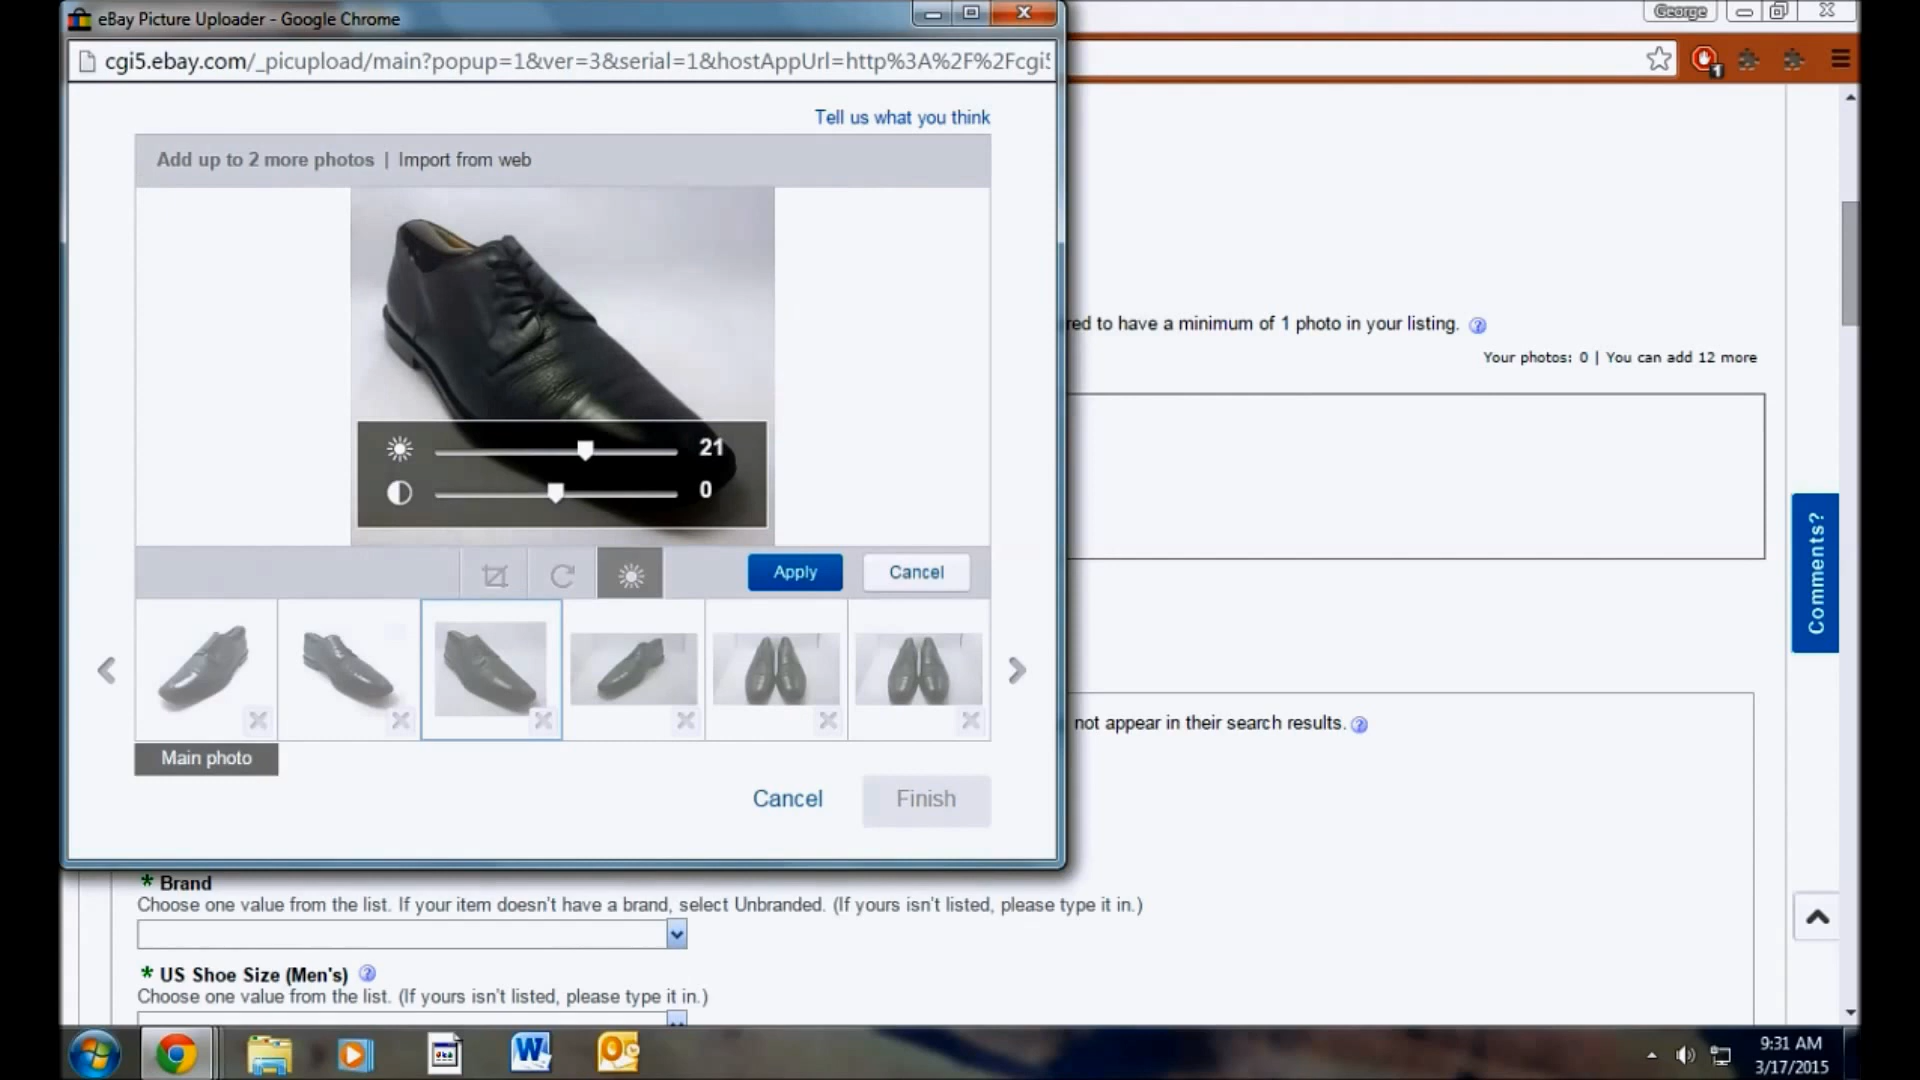 eBay Picture Uploader - Google Chrome
George
cgi5.ebay.com/_picupload/main?popup=1&ver=3&serial=1&hostAppUrl=http%3A%2F%2Fcgi5
1
Tell us what you think
Add up to 2 more photos | Import from web
21
0
Apply
Cancel
Main photo
Cancel
Finish
red to have a minimum of 1 photo in your listing.
Your photos: 0 | You can add 12 more
Comments?
not appear in their search results.
* Brand
Choose one value from the list. If your item doesn't have a brand, select Unbranded. (If yours isn't listed, please type it in.)
* US Shoe Size (Men's)
Choose one value from the list. (If yours isn't listed, please type it in.)
9:31 AM
3/17/2015